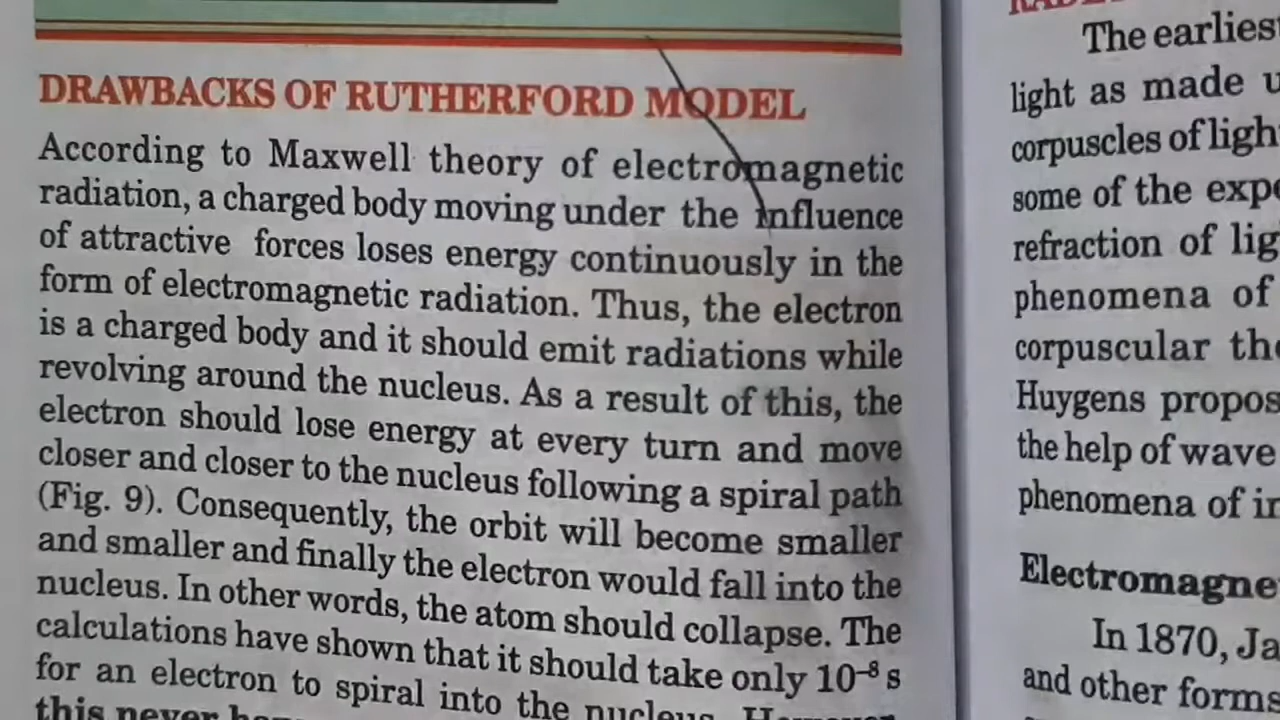 DRAWBACKS OF RUTHERFORD MODEL
According to Maxwell theory of electromagnetic
radiation, a charged body moving under the influence
of attractive forces loses energy continuously in the
form of electromagnetic radiation. Thus, the electron
is a charged body and it should emit radiations while
revolving around the nucleus. As a result of this, the
electron should lose energy at every turn and move
closer and closer to the nucleus following a spiral path
(Fig. 9). Consequently, the orbit will become smaller
and smaller and finally the electron would fall into the
nucleus. In other words, the atom should collapse. The
calculations have shown that it should take only 10⁻⁸ s
for an electron to spiral into the nucleus. However
this never
The earliest
light as made
corpuscles of
some of the
refraction of
phenomena of
corpuscular
Huygens
the help of wave
phenomena of
In 1870,
and other forms